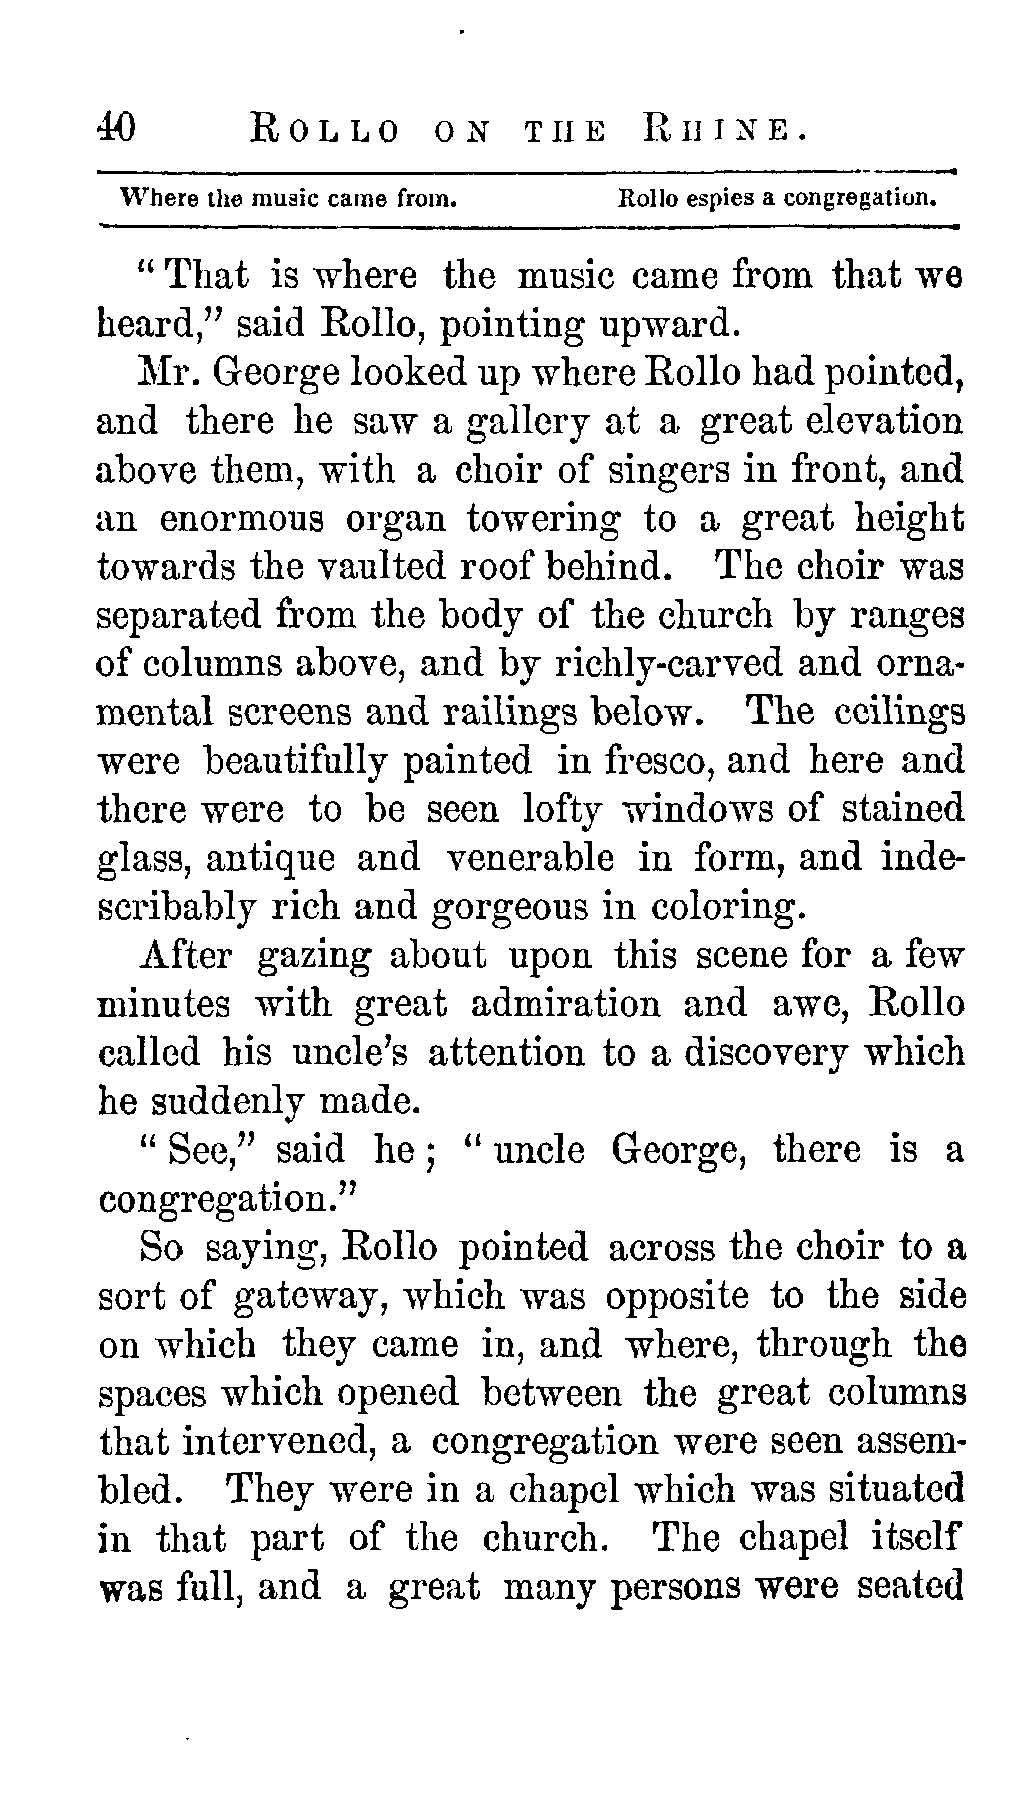 40 ROLLO ON THE RHINE.
Where the music came from. Rollo espies a congregation.
“ That is where the music came from that we
heard,” said Rollo, pointing upward.
Mr. George looked up where Rollo had pointed,
and there he saw a gallery at a great elevation
above them, with a choir of singers in front, and
an enormous organ towering to a great height
towards the vaulted roof behind. The choir was
separated from the body of the church by ranges
of columns above, and by richly-carved and orna-
mental screens and railings below. The ceilings
were beautifully painted in fresco, and here and
there were to be seen lofty windows of stained
glass, antique and venerable in form, and inde-
scribably rich and gorgeous in coloring.
After gazing about upon this scene for a few
minutes with great admiration and awe, Rollo
called his uncle’s attention to a discovery which
he suddenly made.
“ See,” said he ; “ uncle George, there is a
congregation.”
So saying, Rollo pointed across the choir to a
sort of gateway, which was opposite to the side
on which they came in, and where, through the
spaces which opened between the great columns
that intervened, a congregation were seen assem-
bled. They were in a chapel which was situated
in that part of the church. The chapel itself
was full, and a great many persons were seated